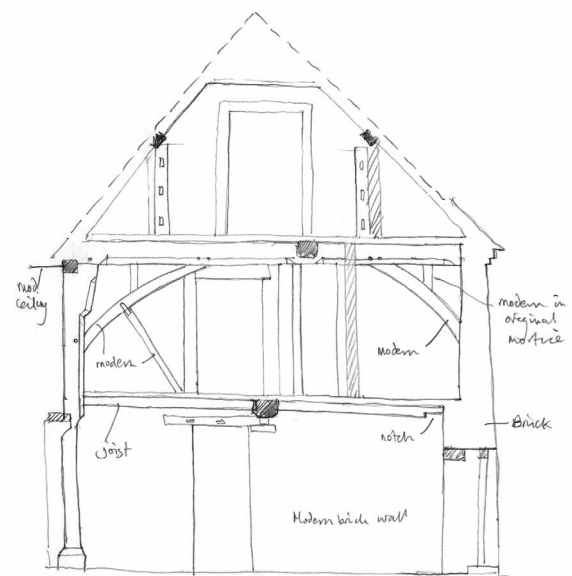 mod
ceiling
modern in
original
mortice
modern
Modern
Brick
Joist
notch
Modern brick wall